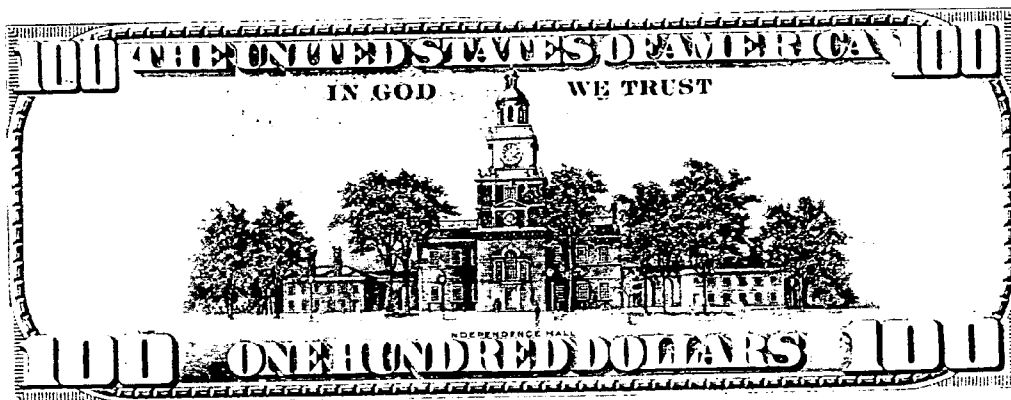 100 THE UNITED STATES OF AMERICA 100
IN GOD WE TRUST
INDEPENDENCE HALL
100 ONE HUNDRED DOLLARS 100